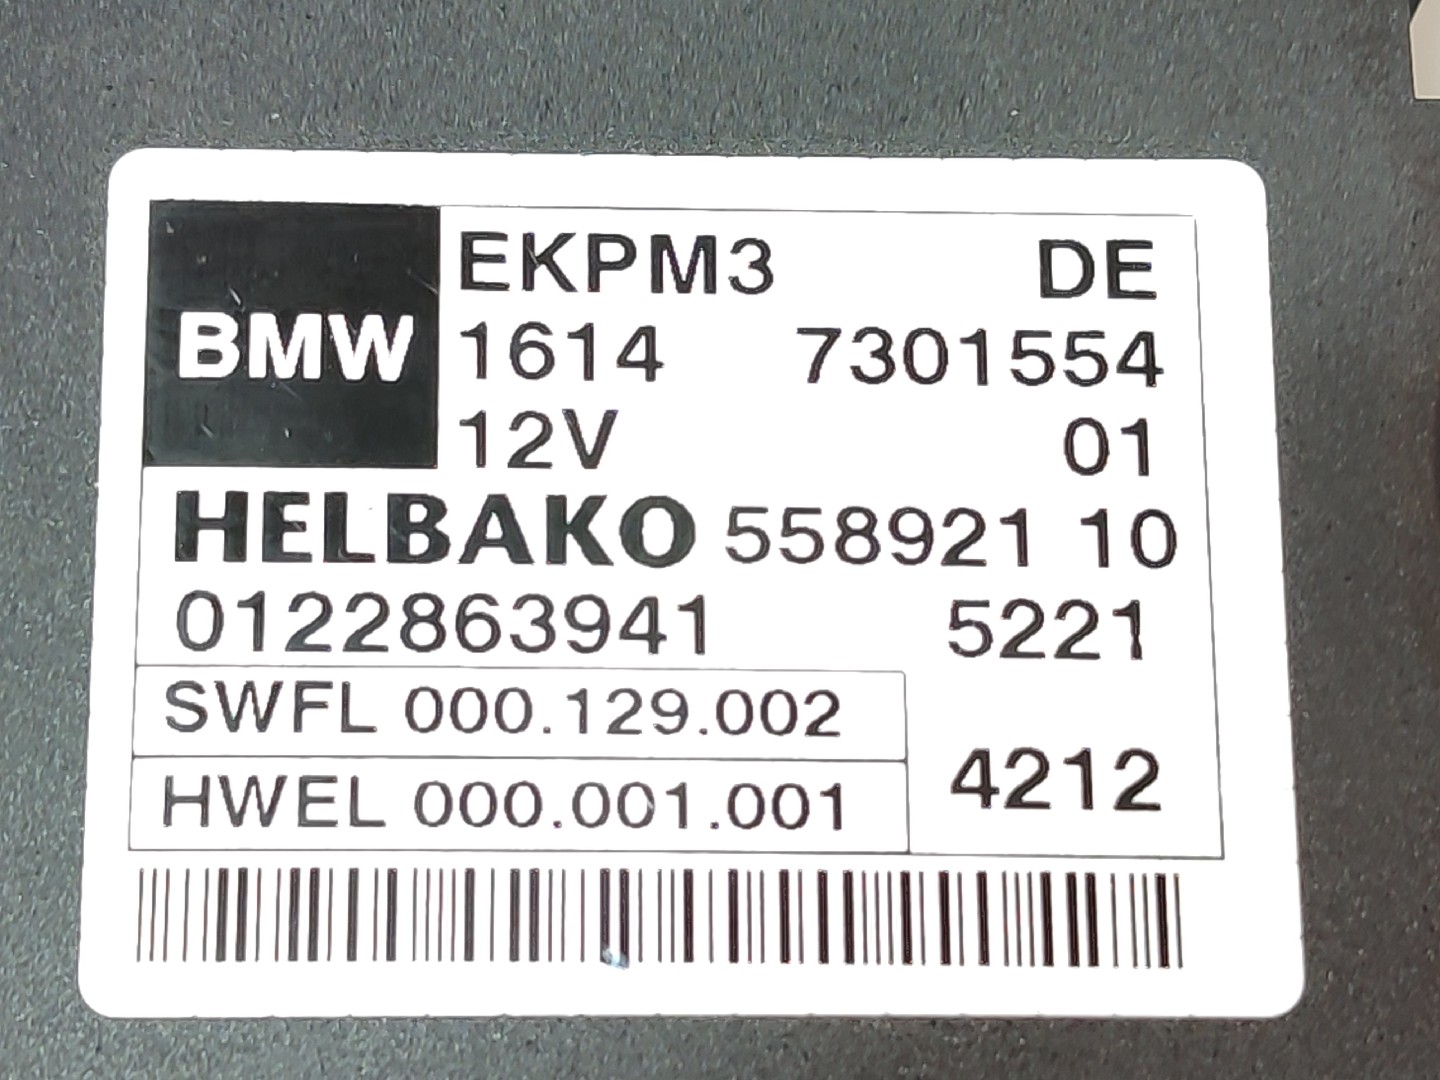 BMW
EKPM3 DE
1614 7301554
12V 01
HELBAKO 558921 10
0122863941 5221
SWFL 000.129.002
HWEL 000.001.001
4212